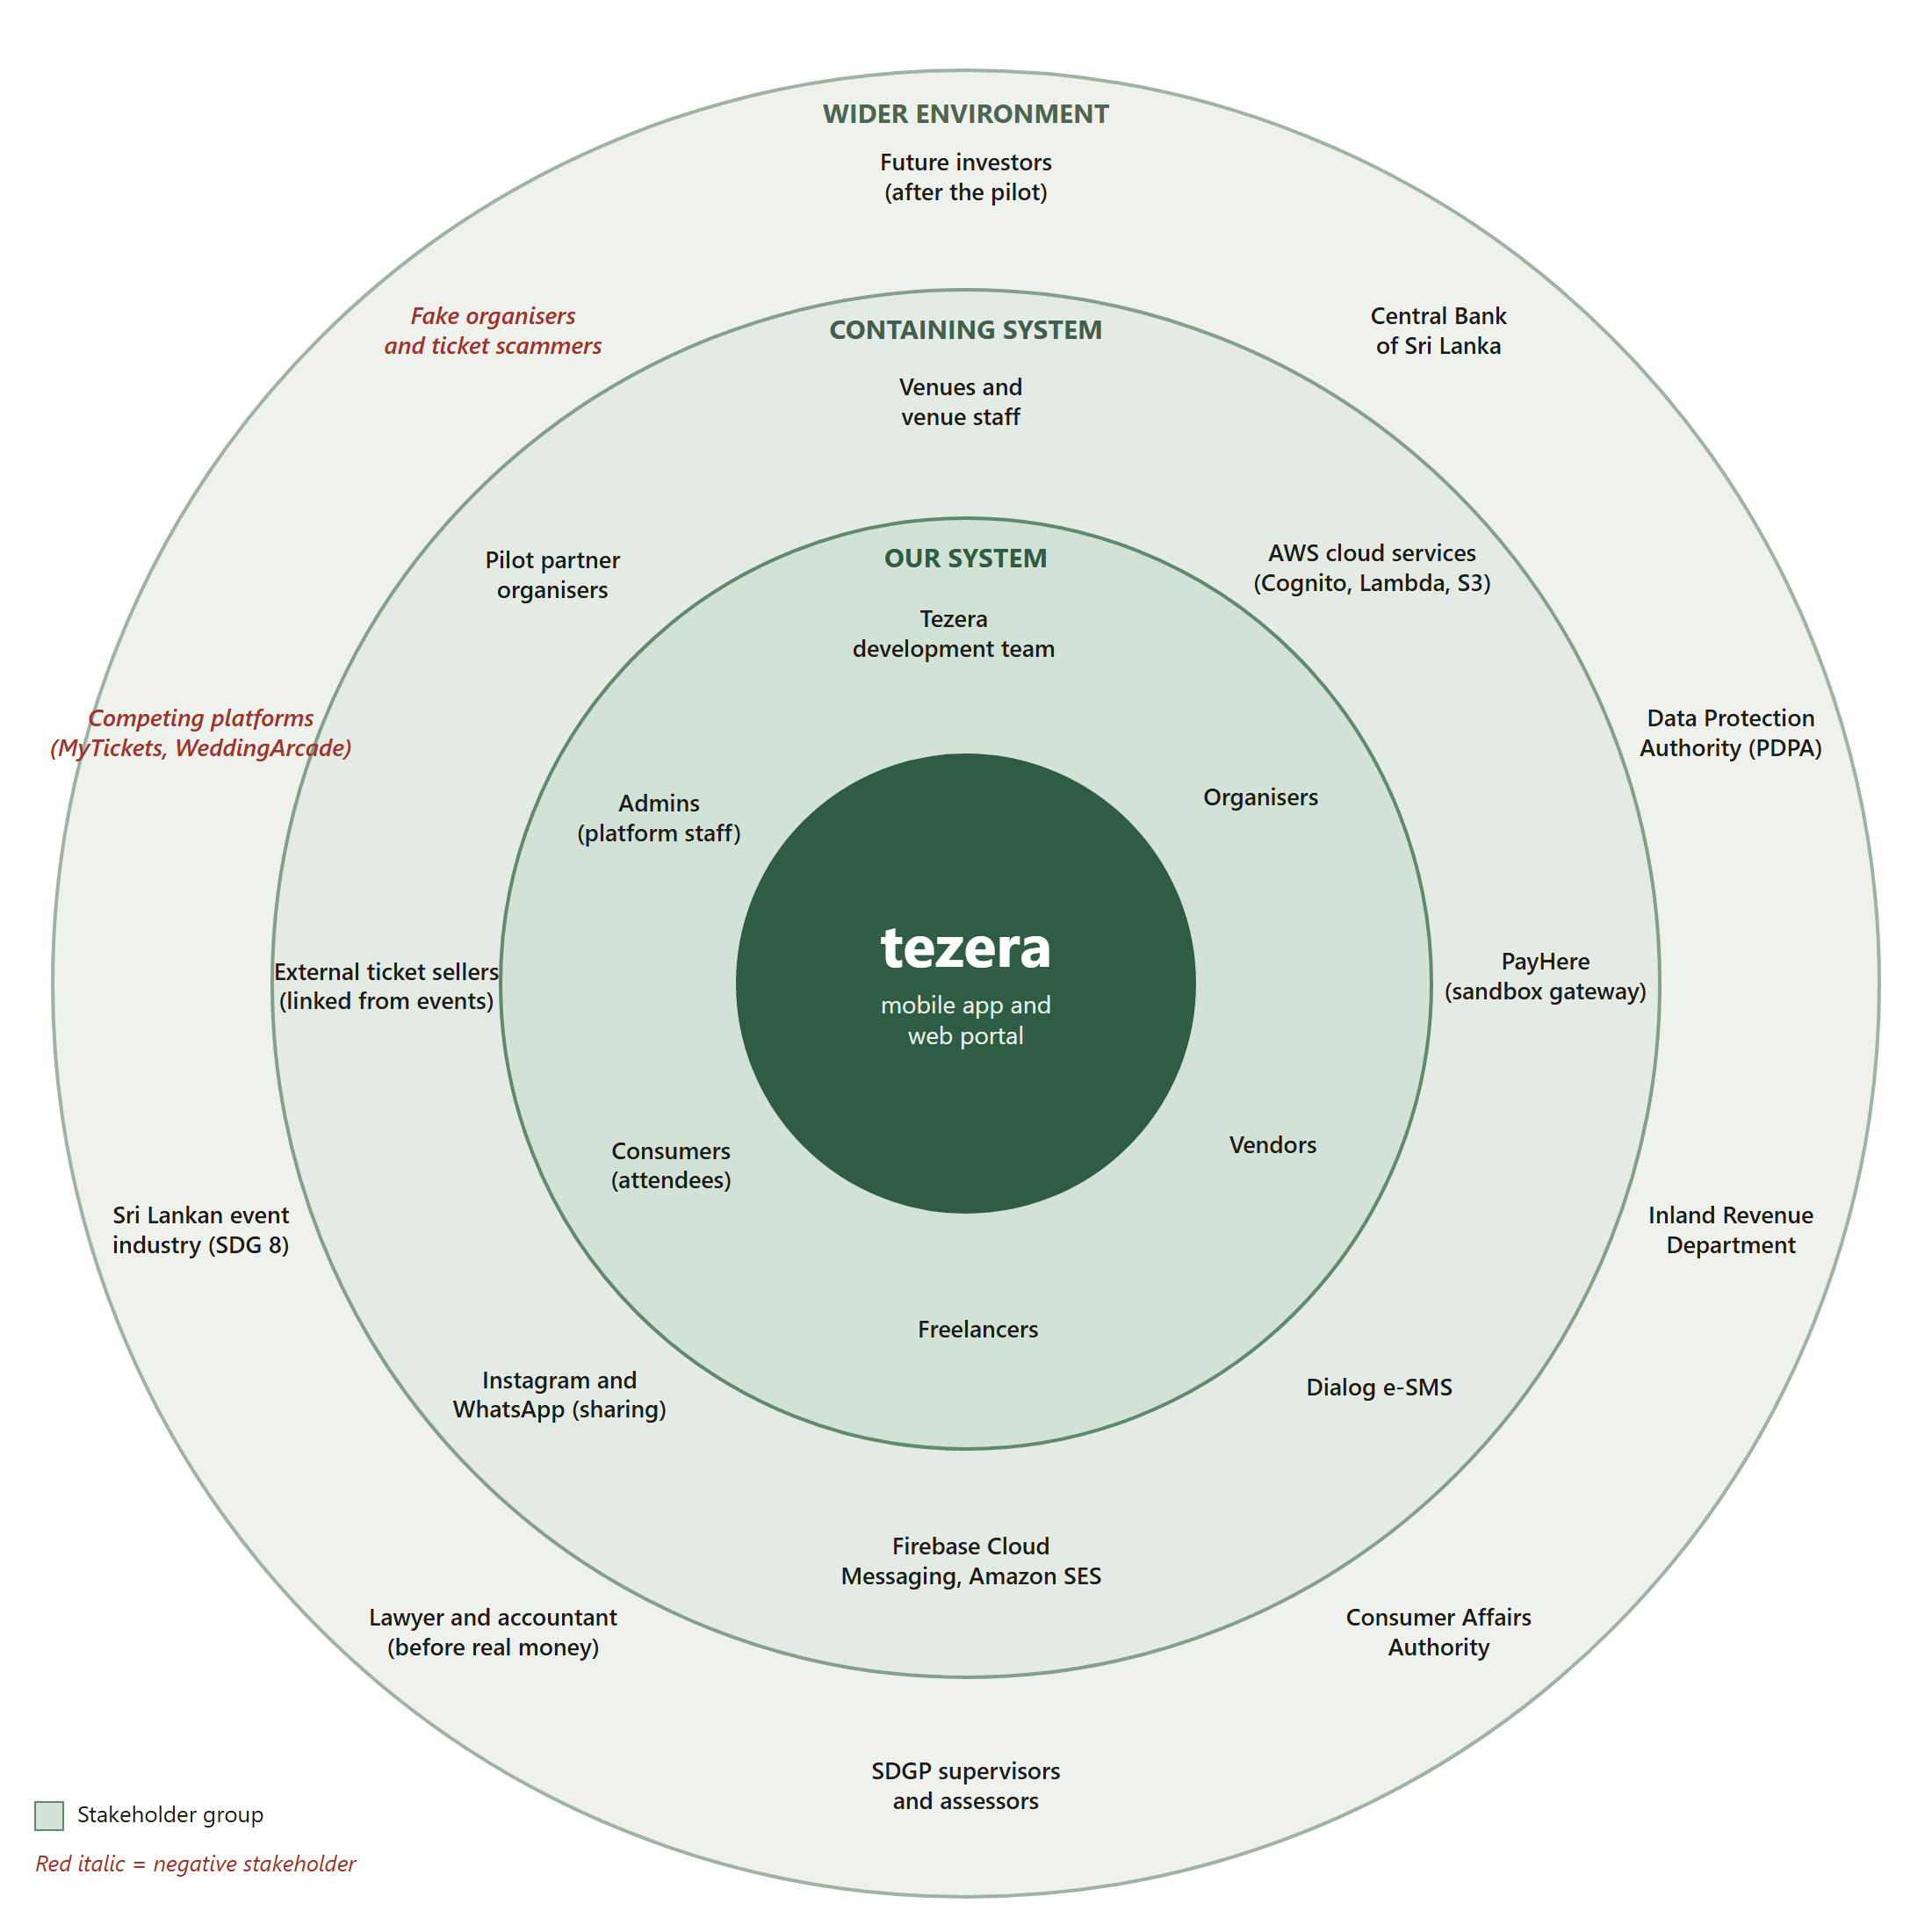 WIDER ENVIRONMENT
Future investors
(after the pilot)
Fake organisers
and ticket scammers
Central Bank
of Sri Lanka
CONTAINING SYSTEM
Venues and
venue staff
Pilot partner
organisers
AWS cloud services
(Cognito, Lambda, S3)
OUR SYSTEM
Tezera
development team
Competing platforms
(MyTickets, WeddingArcade)
Data Protection
Authority (PDPA)
Admins
(platform staff)
Organisers
tezera
mobile app and
web portal
External ticket sellers
(linked from events)
PayHere
(sandbox gateway)
Consumers
(attendees)
Vendors
Sri Lankan event
industry (SDG 8)
Inland Revenue
Department
Freelancers
Instagram and
WhatsApp (sharing)
Dialog e-SMS
Firebase Cloud
Messaging, Amazon SES
Lawyer and accountant
(before real money)
Consumer Affairs
Authority
SDGP supervisors
and assessors
Stakeholder group
Red italic = negative stakeholder